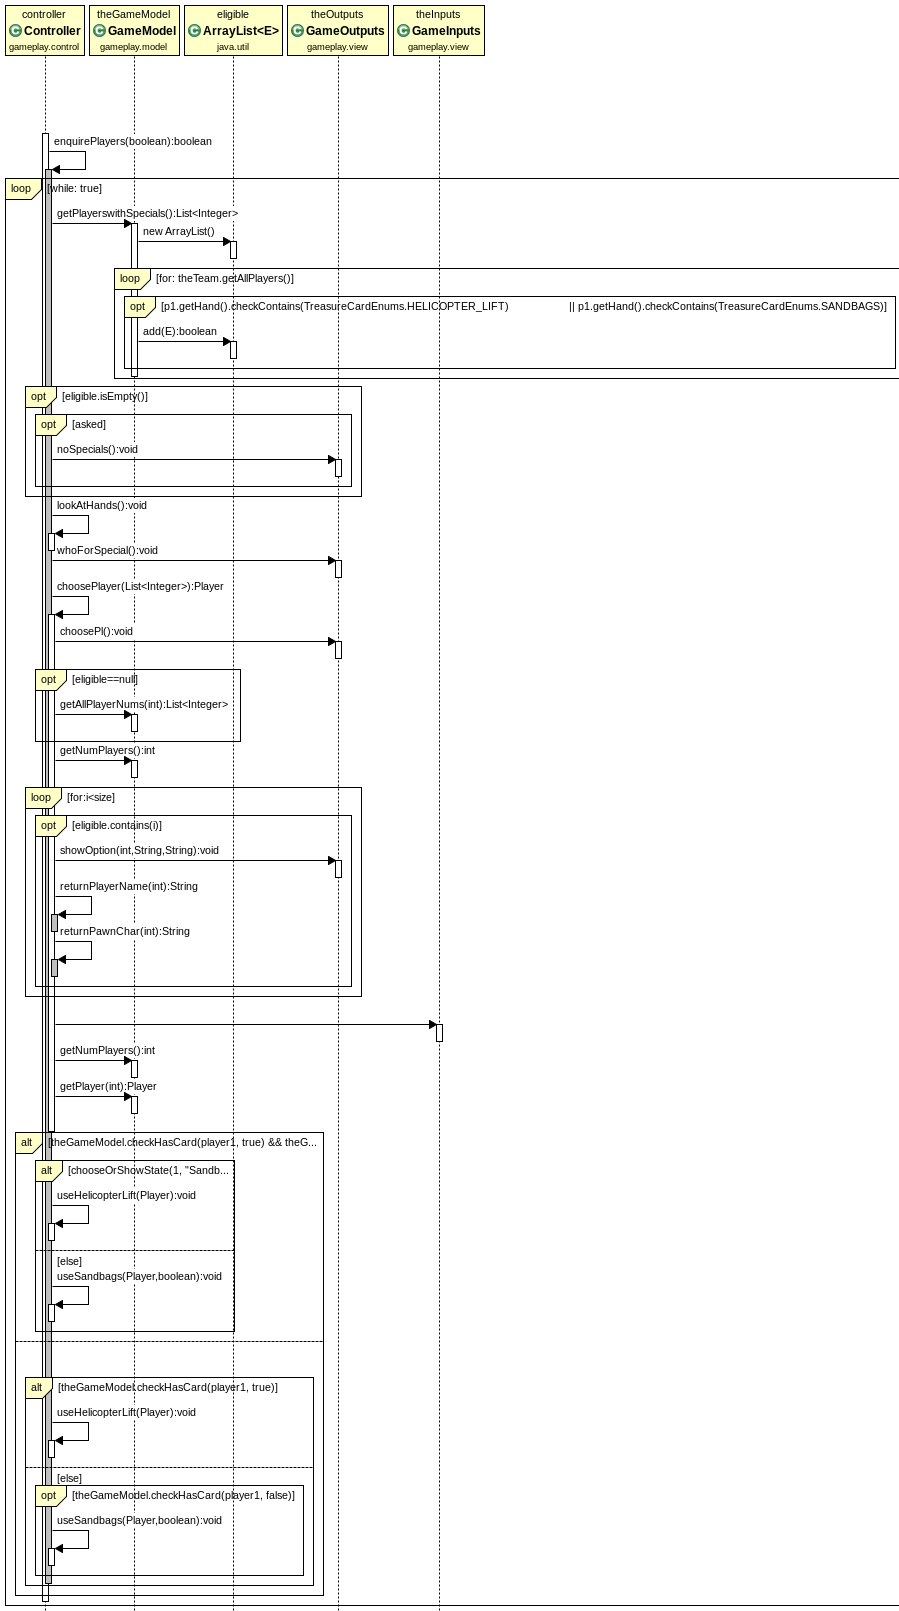 controller
Controller
gameplay.control
theGameModel
GameModel
gameplay.model
eligible
ArrayList<E>
java.util
theOutputs
GameOutputs
gameplay.view
theInputs
GameInputs
gameplay.view
enquirePlayers(boolean):boolean
loop [while: true]
getPlayerswithSpecials():List<Integer>
new ArrayList()
loop [for: theTeam.getAllPlayers()]
opt [p1.getHand().checkContains(TreasureCardEnums.HELICOPTER_LIFT) || p1.getHand().checkContains(TreasureCardEnums.SANDBAGS)]
add(E):boolean
opt [eligible.isEmpty()]
opt [asked]
noSpecials():void
lookAtHands():void
whoForSpecial():void
choosePlayer(List<Integer>):Player
choosePl():void
opt [eligible==null]
getAllPlayerNums(int):List<Integer>
getNumPlayers():int
loop [for:i<size]
opt [eligible.contains(i)]
showOption(int,String,String):void
returnPlayerName(int):String
returnPawnChar(int):String
getNumPlayers():int
getPlayer(int):Player
alt [theGameModel.checkHasCard(player1, true) && theG...
alt [chooseOrShowState(1, "Sandb...
useHelicopterLift(Player):void
[else]
useSandbags(Player,boolean):void
alt [theGameModel.checkHasCard(player1, true)]
useHelicopterLift(Player):void
[else]
opt [theGameModel.checkHasCard(player1, false)]
useSandbags(Player,boolean):void